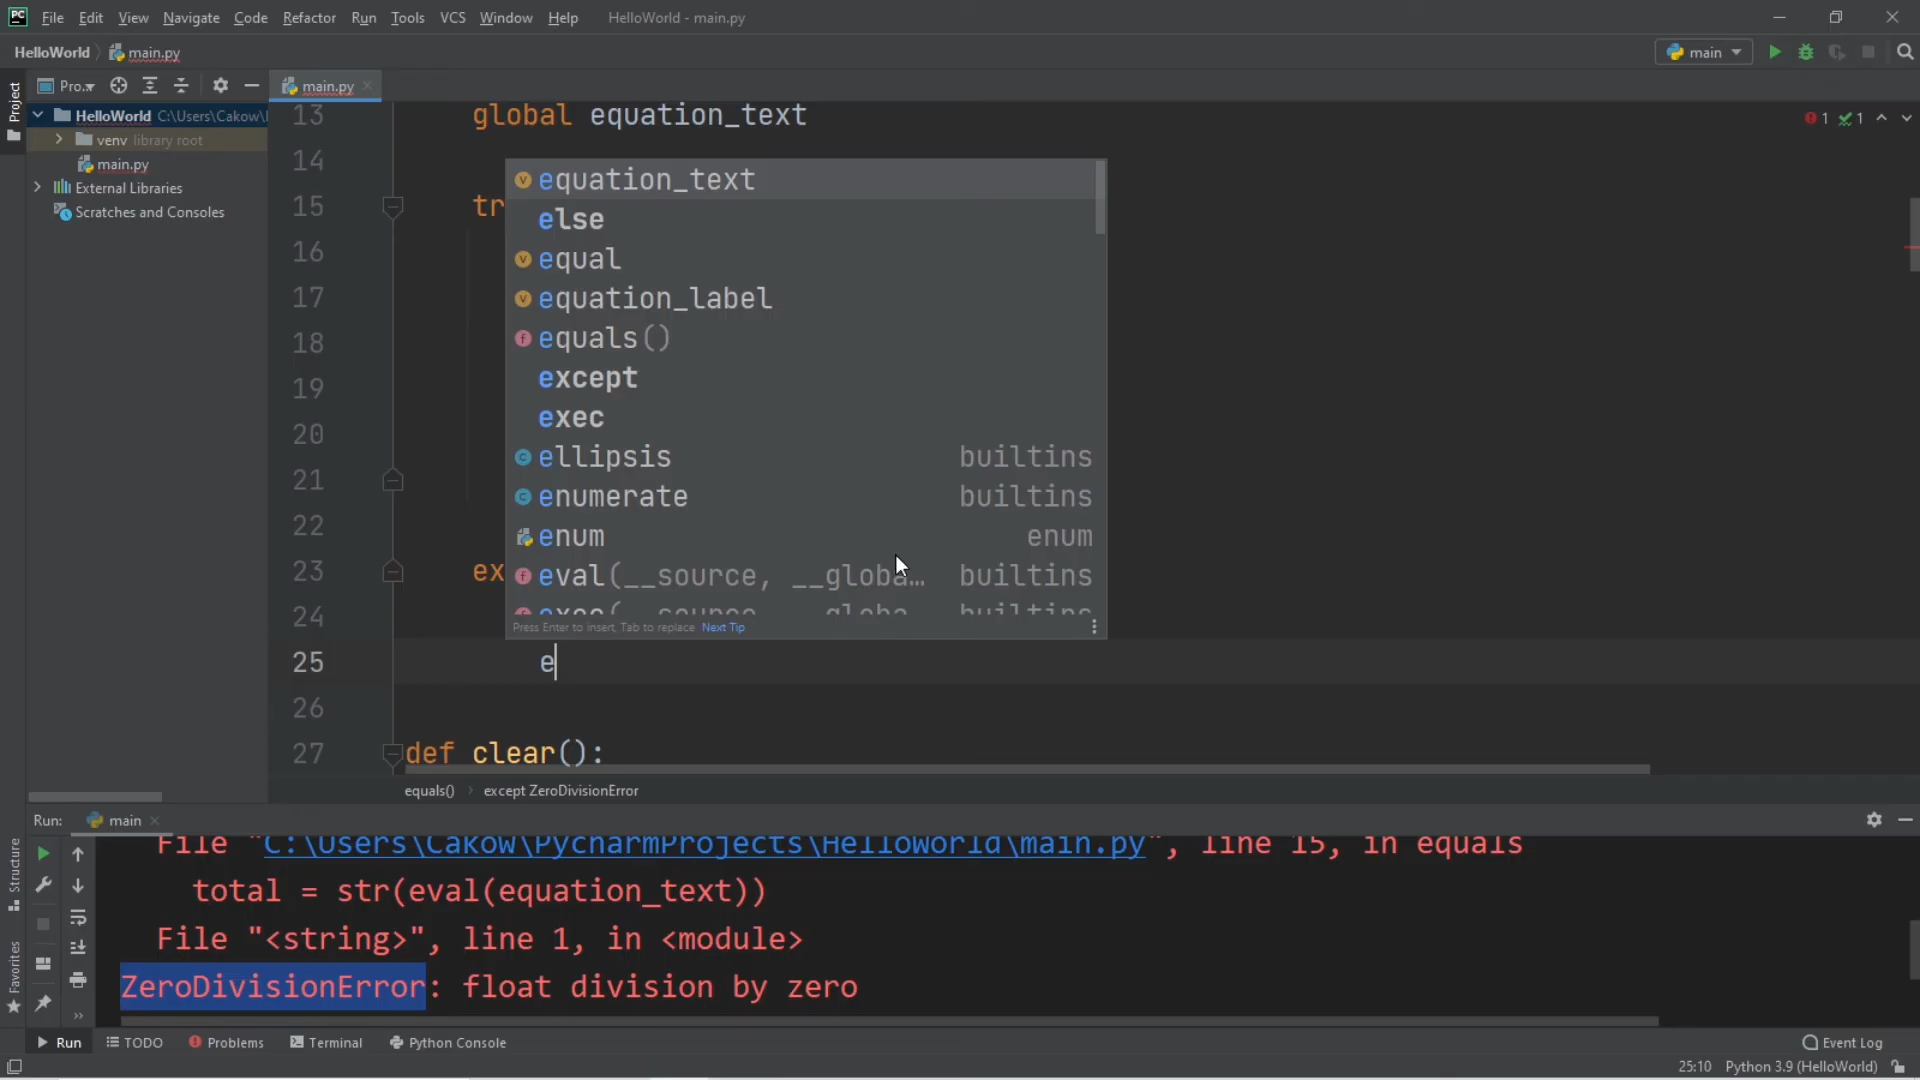 PC File Edit View Navigate Code Refactor Run Tools VCS Window Help HelloWorld - main.py
HelloWorld main.py main
Project
Pro... main.py
HelloWorld C:\Users\Cakow\
venv library root
main.py
External Libraries
Scratches and Consoles
13 global equation_text
1 1
14
15 tr
16
17
18
19
20
21
22
23 ex
24
25 e
26
27 def clear():
equation_text
else
equal
equation_label
equals()
except
exec
ellipsis builtins
enumerate builtins
enum enum
eval(__source, __globa... builtins
exec(__source, __globa builtins
Press Enter to insert, Tab to replace Next Tip
equals() except ZeroDivisionError
Run: main
File "C:\Users\Cakow\PycharmProjects\HelloWorld\main.py", line 15, in equals
total = str(eval(equation_text))
File "<string>", line 1, in <module>
ZeroDivisionError: float division by zero
Structure
Favorites
Run TODO Problems Terminal Python Console Event Log
25:10 Python 3.9 (HelloWorld)